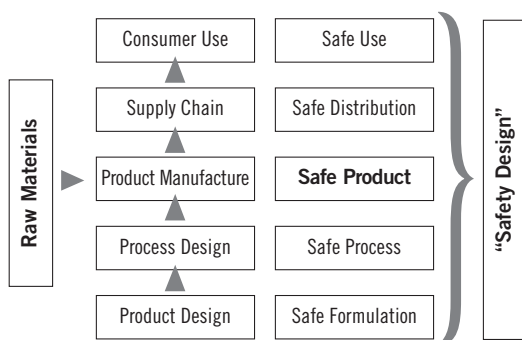 Consumer Use
Safe Use
Supply Chain
Safe Distribution
Raw Materials
Product Manufacture
Safe Product
Process Design
Safe Process
Product Design
Safe Formulation
“Safety Design”